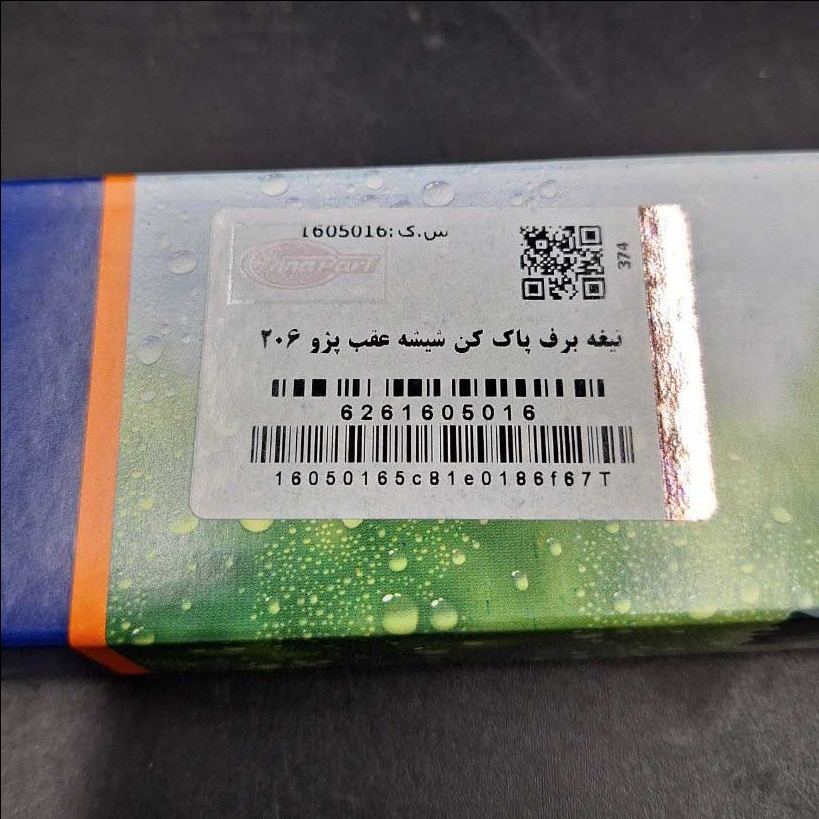 س.ک:1605016
374
تیغه برف پاک کن شیشه عقب پژو ۲۰۶
6261605016
16050165c81e0186f67T